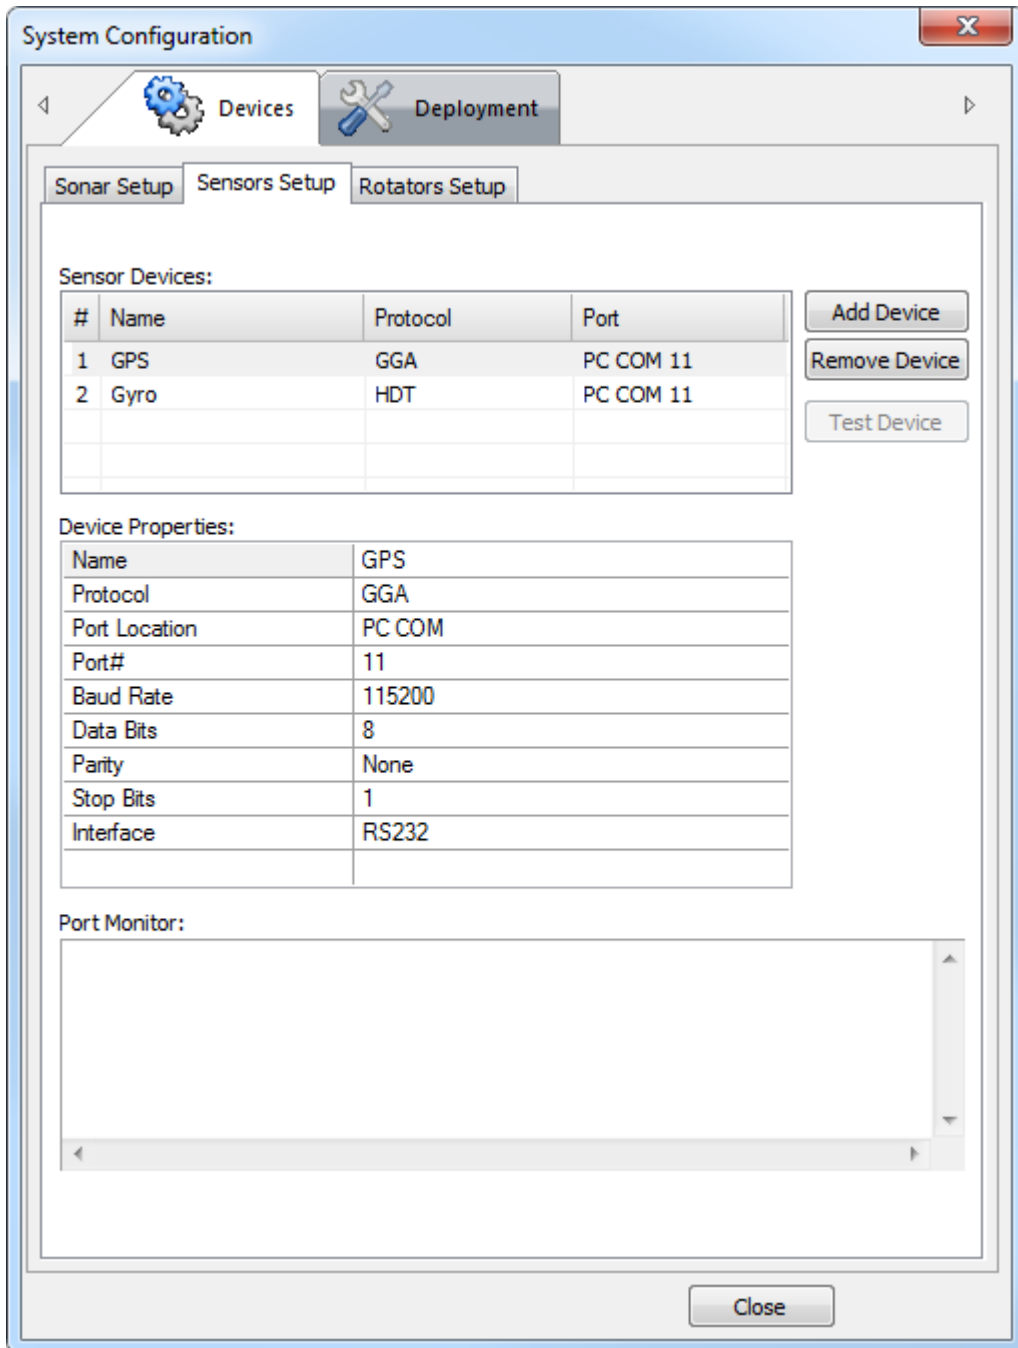 System Configuration
Devices Deployment
Sonar Setup Sensors Setup Rotators Setup
Sensor Devices:
# Name Protocol Port Add Device
1 GPS GGA PC COM 11 Remove Device
2 Gyro HDT PC COM 11
Test Device
Device Properties:
Name GPS
Protocol GGA
Port Location PC COM
Port# 11
Baud Rate 115200
Data Bits 8
Parity None
Stop Bits 1
Interface RS232
Port Monitor:
Close